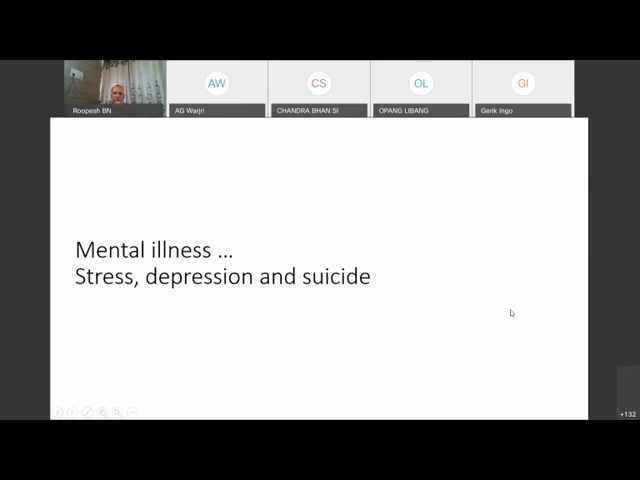 AW
CS
OL
GI
Roopesh BN
AG Warjri
CHANDRA BHAN SI
OPANG LIBANG
Gerik Ingo
Mental illness ...
Stress, depression and suicide
+132